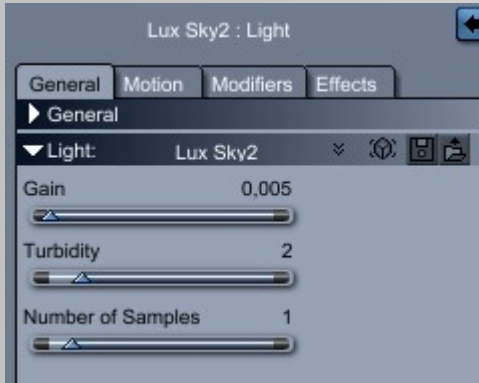 Lux Sky2 : Light
General Motion Modifiers Effects
General
Light: Lux Sky2
Gain 0,005
Turbidity 2
Number of Samples 1